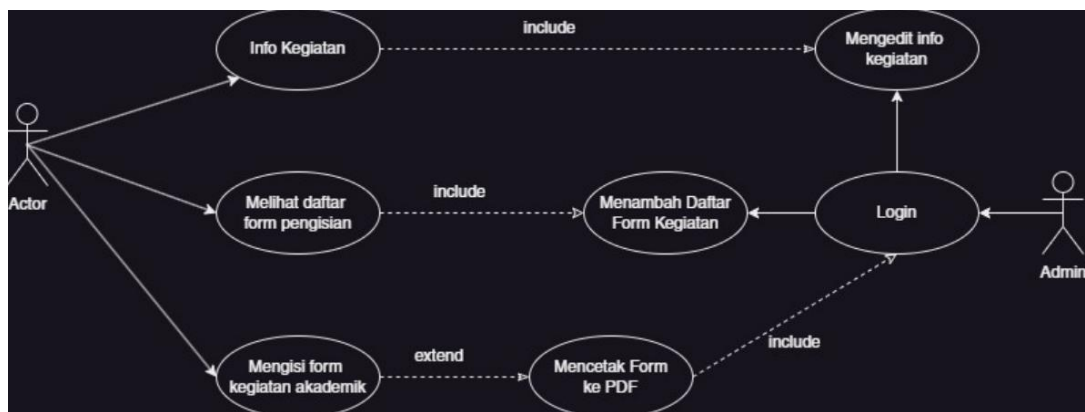 Info Kegiatan
include
Mengedit info
kegiatan
Actor
Melihat daftar
form pengisian
include
Menambah Daftar
Form Kegiatan
Login
Admin
Mengisi form
kegiatan akademik
extend
Mencetak Form
ke PDF
include